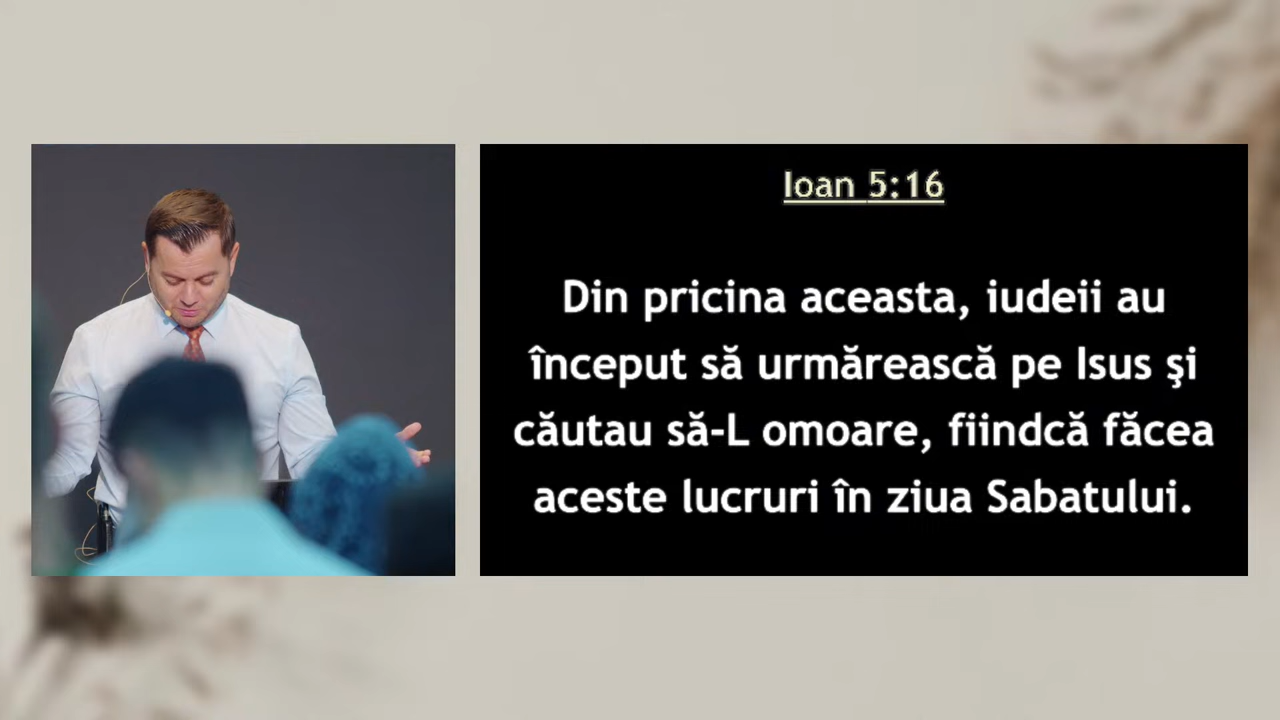 Ioan 5:16
Din pricina aceasta, iudeii au
început să urmărească pe Isus şi
căutau să-L omoare, fiindcă făcea
aceste lucruri în ziua Sabatului.